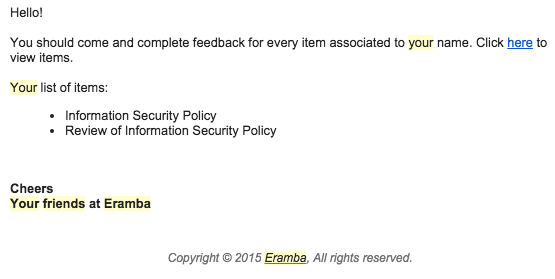 Hello!
You should come and complete feedback for every item associated to your name. Click here to
view items.
Your list of items:
• Information Security Policy
• Review of Information Security Policy
Cheers
Your friends at Eramba
Copyright © 2015 Eramba, All rights reserved.